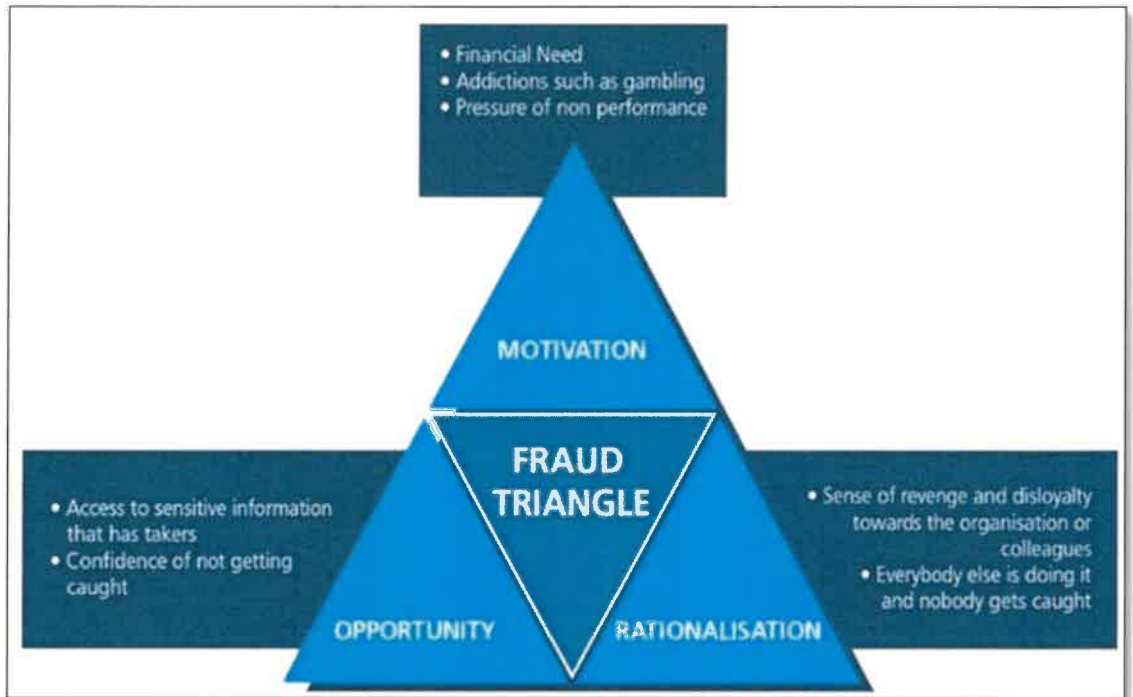 • Financial Need
• Addictions such as gambling
• Pressure of non performance
MOTIVATION
FRAUD
TRIANGLE
• Access to sensitive information
that has takers
• Confidence of not getting
caught
OPPORTUNITY
• Sense of revenge and disloyalty
towards the organisation or
colleagues
• Everybody else is doing it
and nobody gets caught
RATIONALISATION